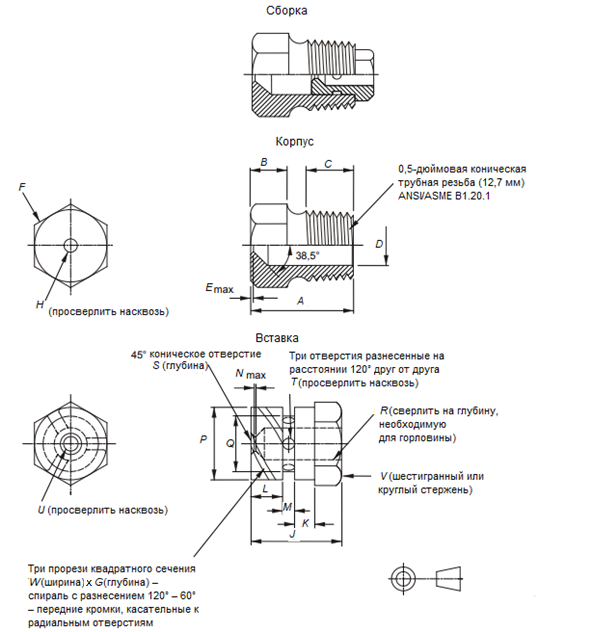 Сборка
Корпус
B
C
0,5-дюймовая коническая
трубная резьба (12,7 мм)
ANSI/ASME B1.20.1
F
D
38,5°
H (просверлить насквозь)
E max
A
Вставка
45° коническое отверстие
S (глубина)
N max
Три отверстия разнесенные на
расстоянии 120° друг от друга
T (просверлить насквозь)
R (сверлить на глубину,
необходимую
для горловины)
P
Q
V (шестигранный или
круглый стержень)
L
M
K
J
U (просверлить насквозь)
Три прорези квадратного сечения
W (ширина) x G (глубина) –
спираль с разнесением 120° – 60°
– передние кромки, касательные к
радиальным отверстиям